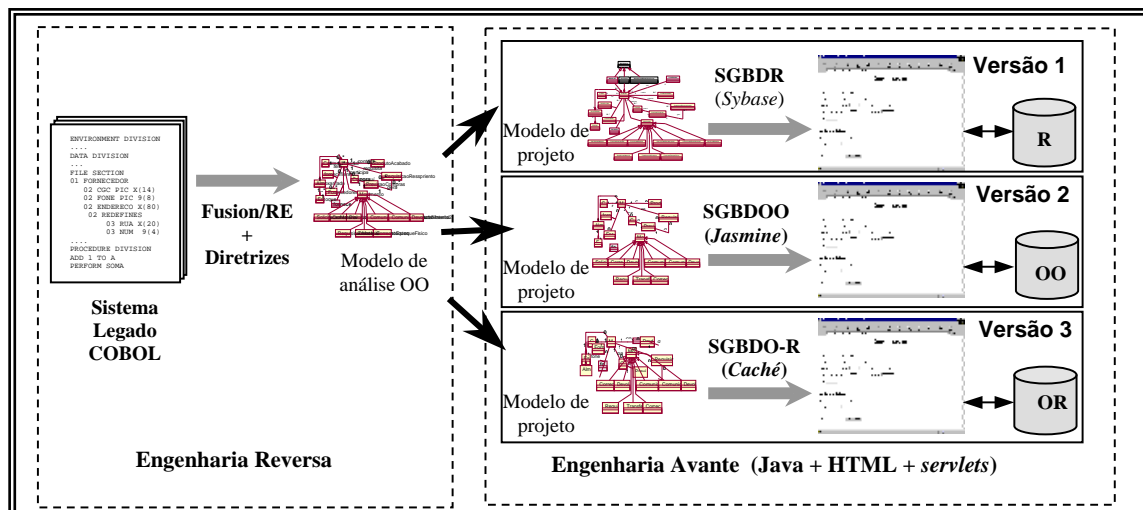 ENVIRONMENT DIVISION
....
DATA DIVISION
...
FILE SECTION
01 FORNECEDOR
02 CGC PIC X(14)
02 FONE PIC 9(8)
02 ENDERECO PIC X(80)
02 REDEFINES
03 RUA X(20)
03 NUM 9(4)
....
PROCEDURE DIVISION
ADD 1 TO A
PERFORM SOMA
Sistema
Legado
COBOL
Fusion/RE
+
Diretrizes
Modelo de
análise OO
Engenharia Reversa
Modelo de
projeto
SGBDR
(Sybase)
Versão 1
R
Modelo de
projeto
SGBDOO
(Jasmine)
Versão 2
OO
Modelo de
projeto
SGBDO-R
(Caché)
Versão 3
OR
Engenharia Avante (Java + HTML + servlets)